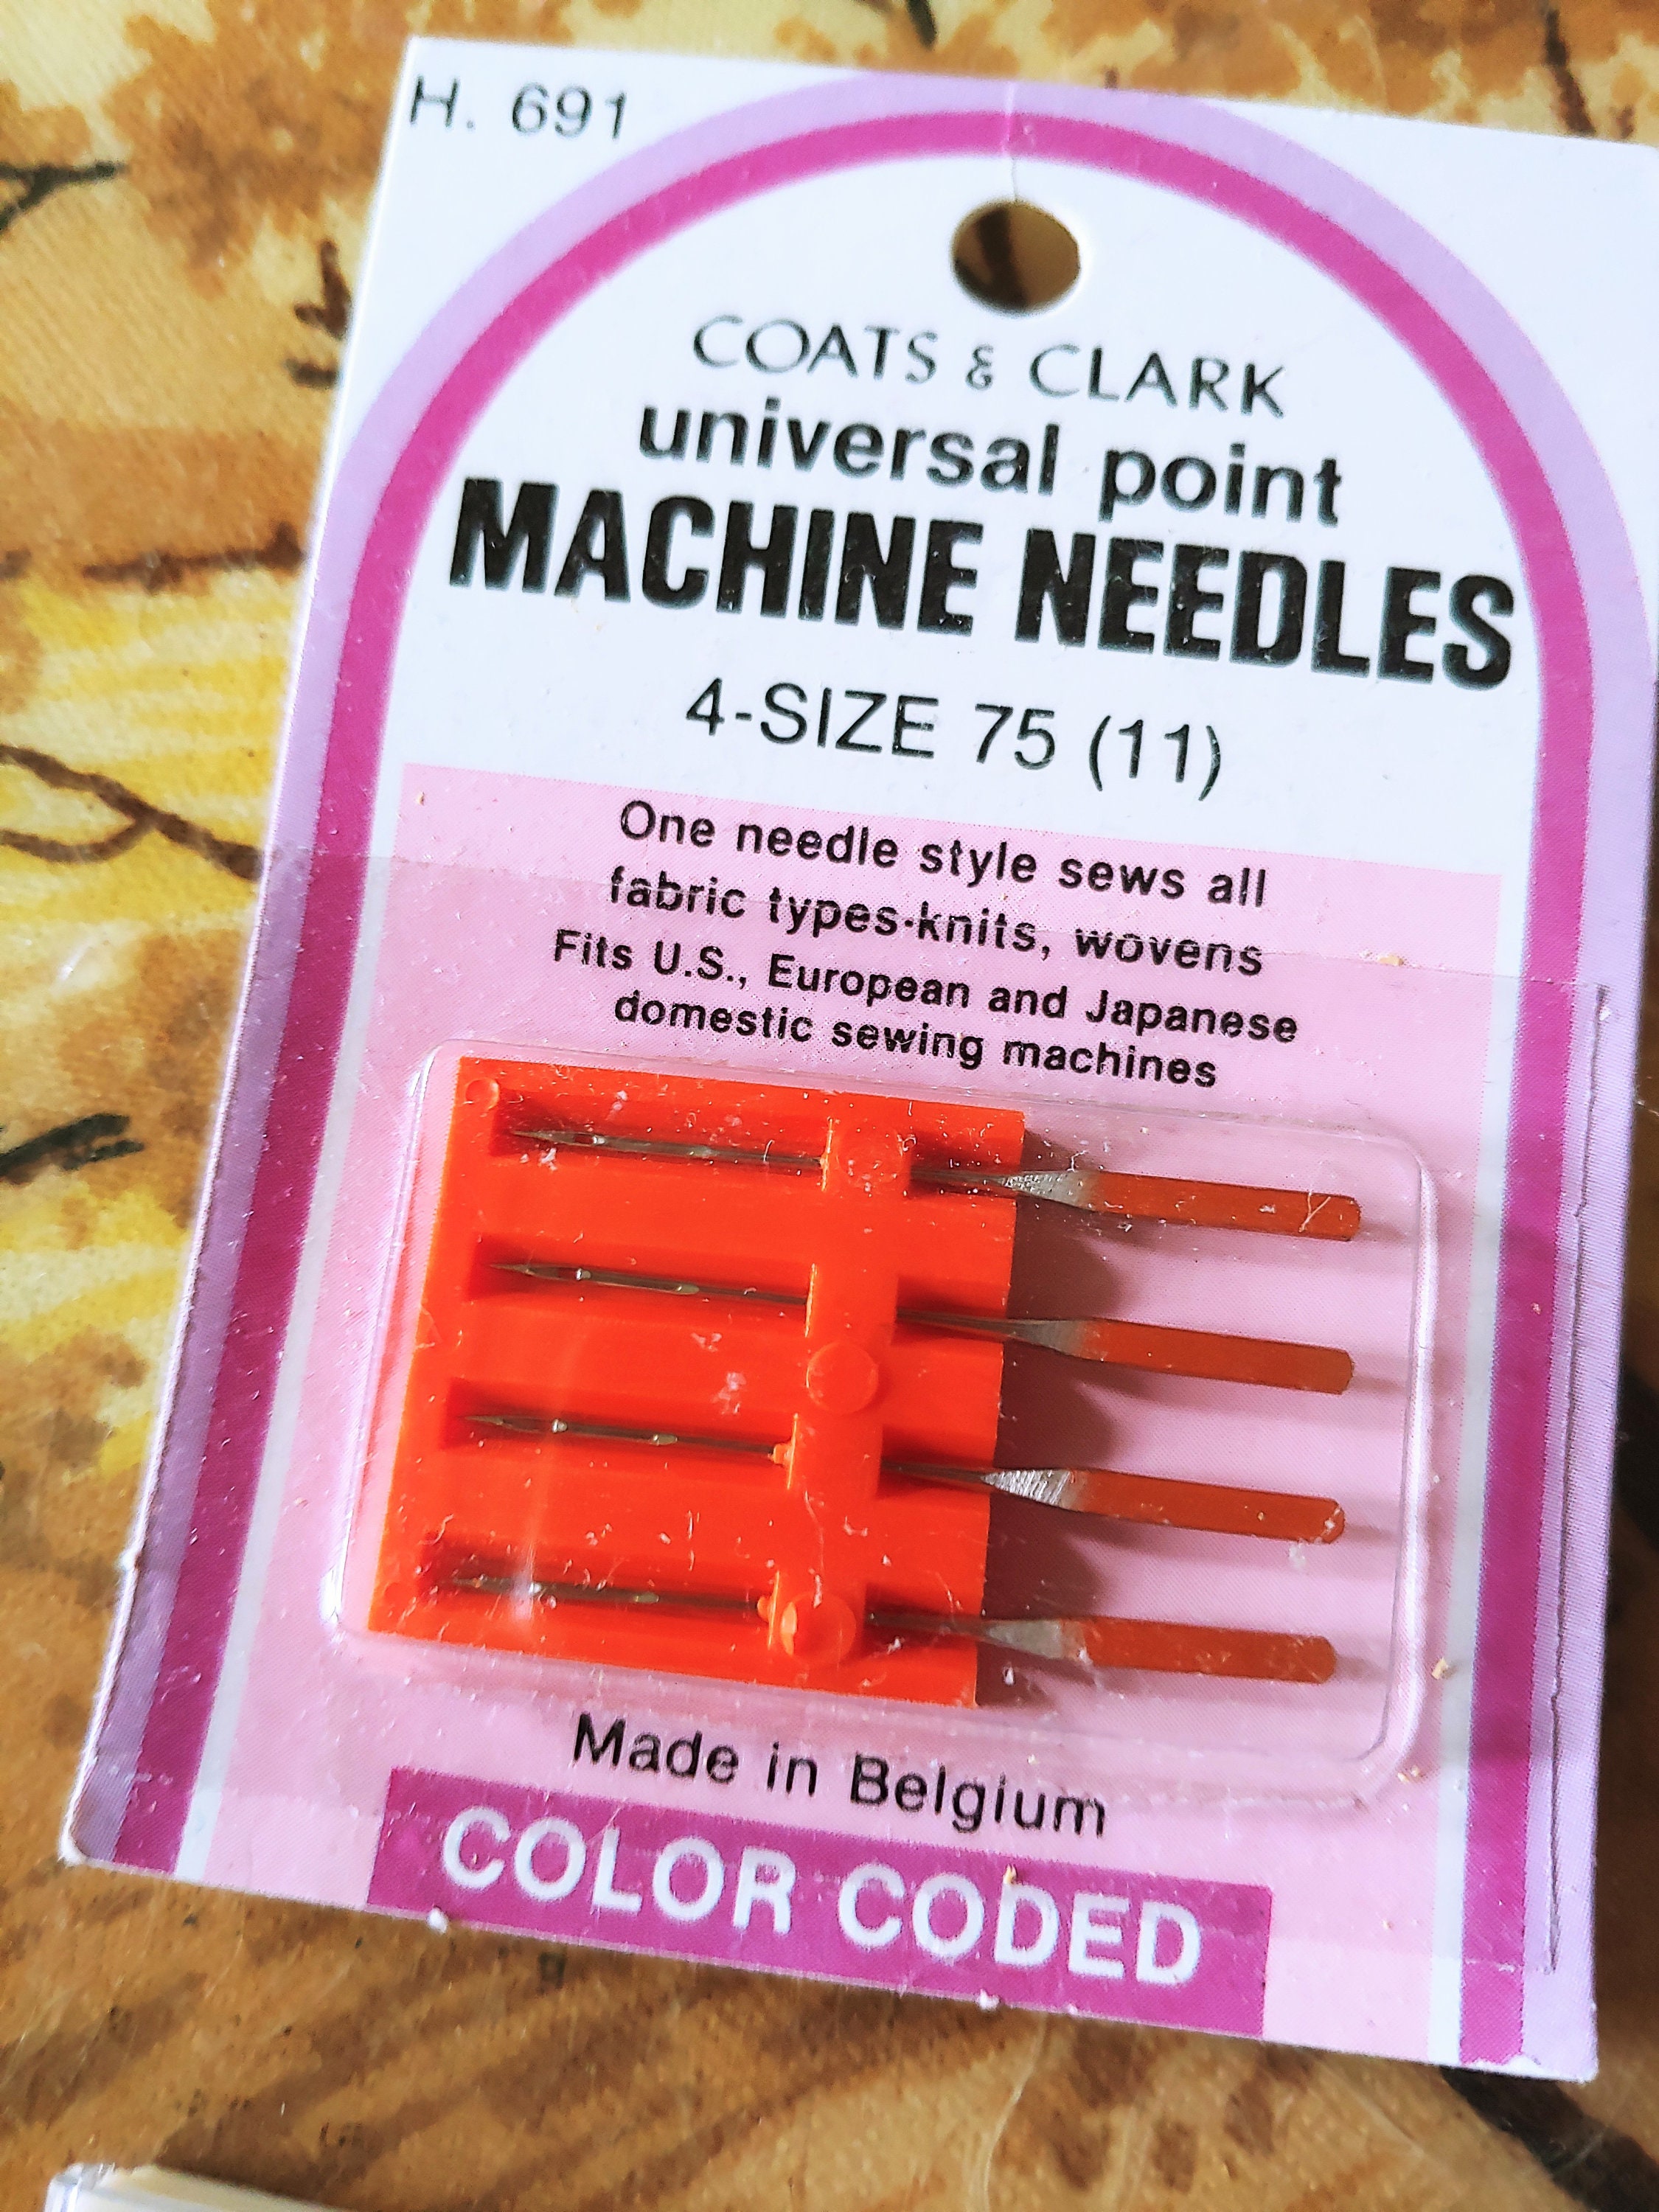 H. 691
COATS & CLARK
universal point
MACHINE NEEDLES
4-SIZE 75 (11)
One needle style sews all
fabric types-knits, wovens
Fits U.S., European and Japanese
domestic sewing machines
Made in Belgium
COLOR CODED